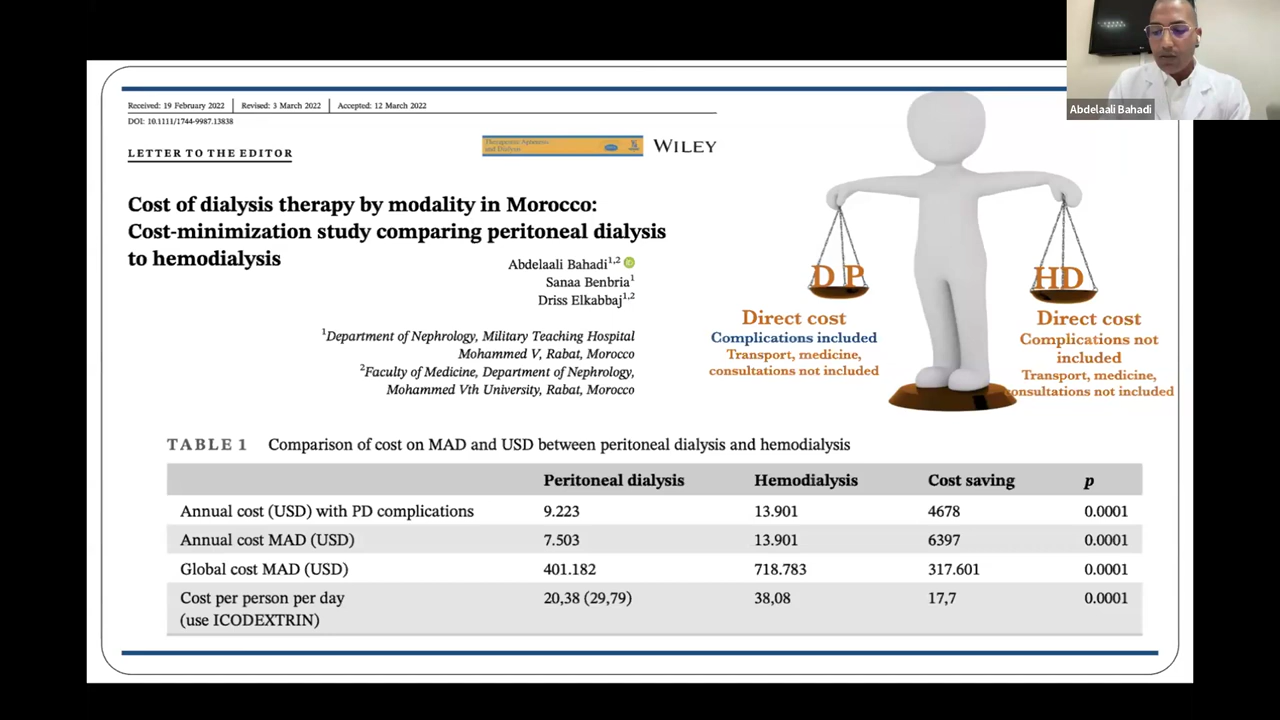 Abdelaali Bahadi
Received: 19 February 2022 | Revised: 3 March 2022 | Accepted: 12 March 2022
DOI: 10.1111/1744-9987.13838
LETTER TO THE EDITOR
Therapeutic Apheresis
and Dialysis
WILEY
Cost of dialysis therapy by modality in Morocco:
Cost-minimization study comparing peritoneal dialysis
to hemodialysis
Abdelaali Bahadi1,2
Sanaa Benbria1
Driss Elkabbaj1,2
1Department of Nephrology, Military Teaching Hospital
Mohammed V, Rabat, Morocco
2Faculty of Medicine, Department of Nephrology,
Mohammed Vth University, Rabat, Morocco
DP
Direct cost
Complications included
Transport, medicine,
consultations not included
HD
Direct cost
Complications not
included
Transport, medicine,
consultations not included
TABLE 1 Comparison of cost on MAD and USD between peritoneal dialysis and hemodialysis
Peritoneal dialysis Hemodialysis Cost saving p
Annual cost (USD) with PD complications 9.223 13.901 4678 0.0001
Annual cost MAD (USD) 7.503 13.901 6397 0.0001
Global cost MAD (USD) 401.182 718.783 317.601 0.0001
Cost per person per day 20,38 (29,79) 38,08 17,7 0.0001
(use ICODEXTRIN)